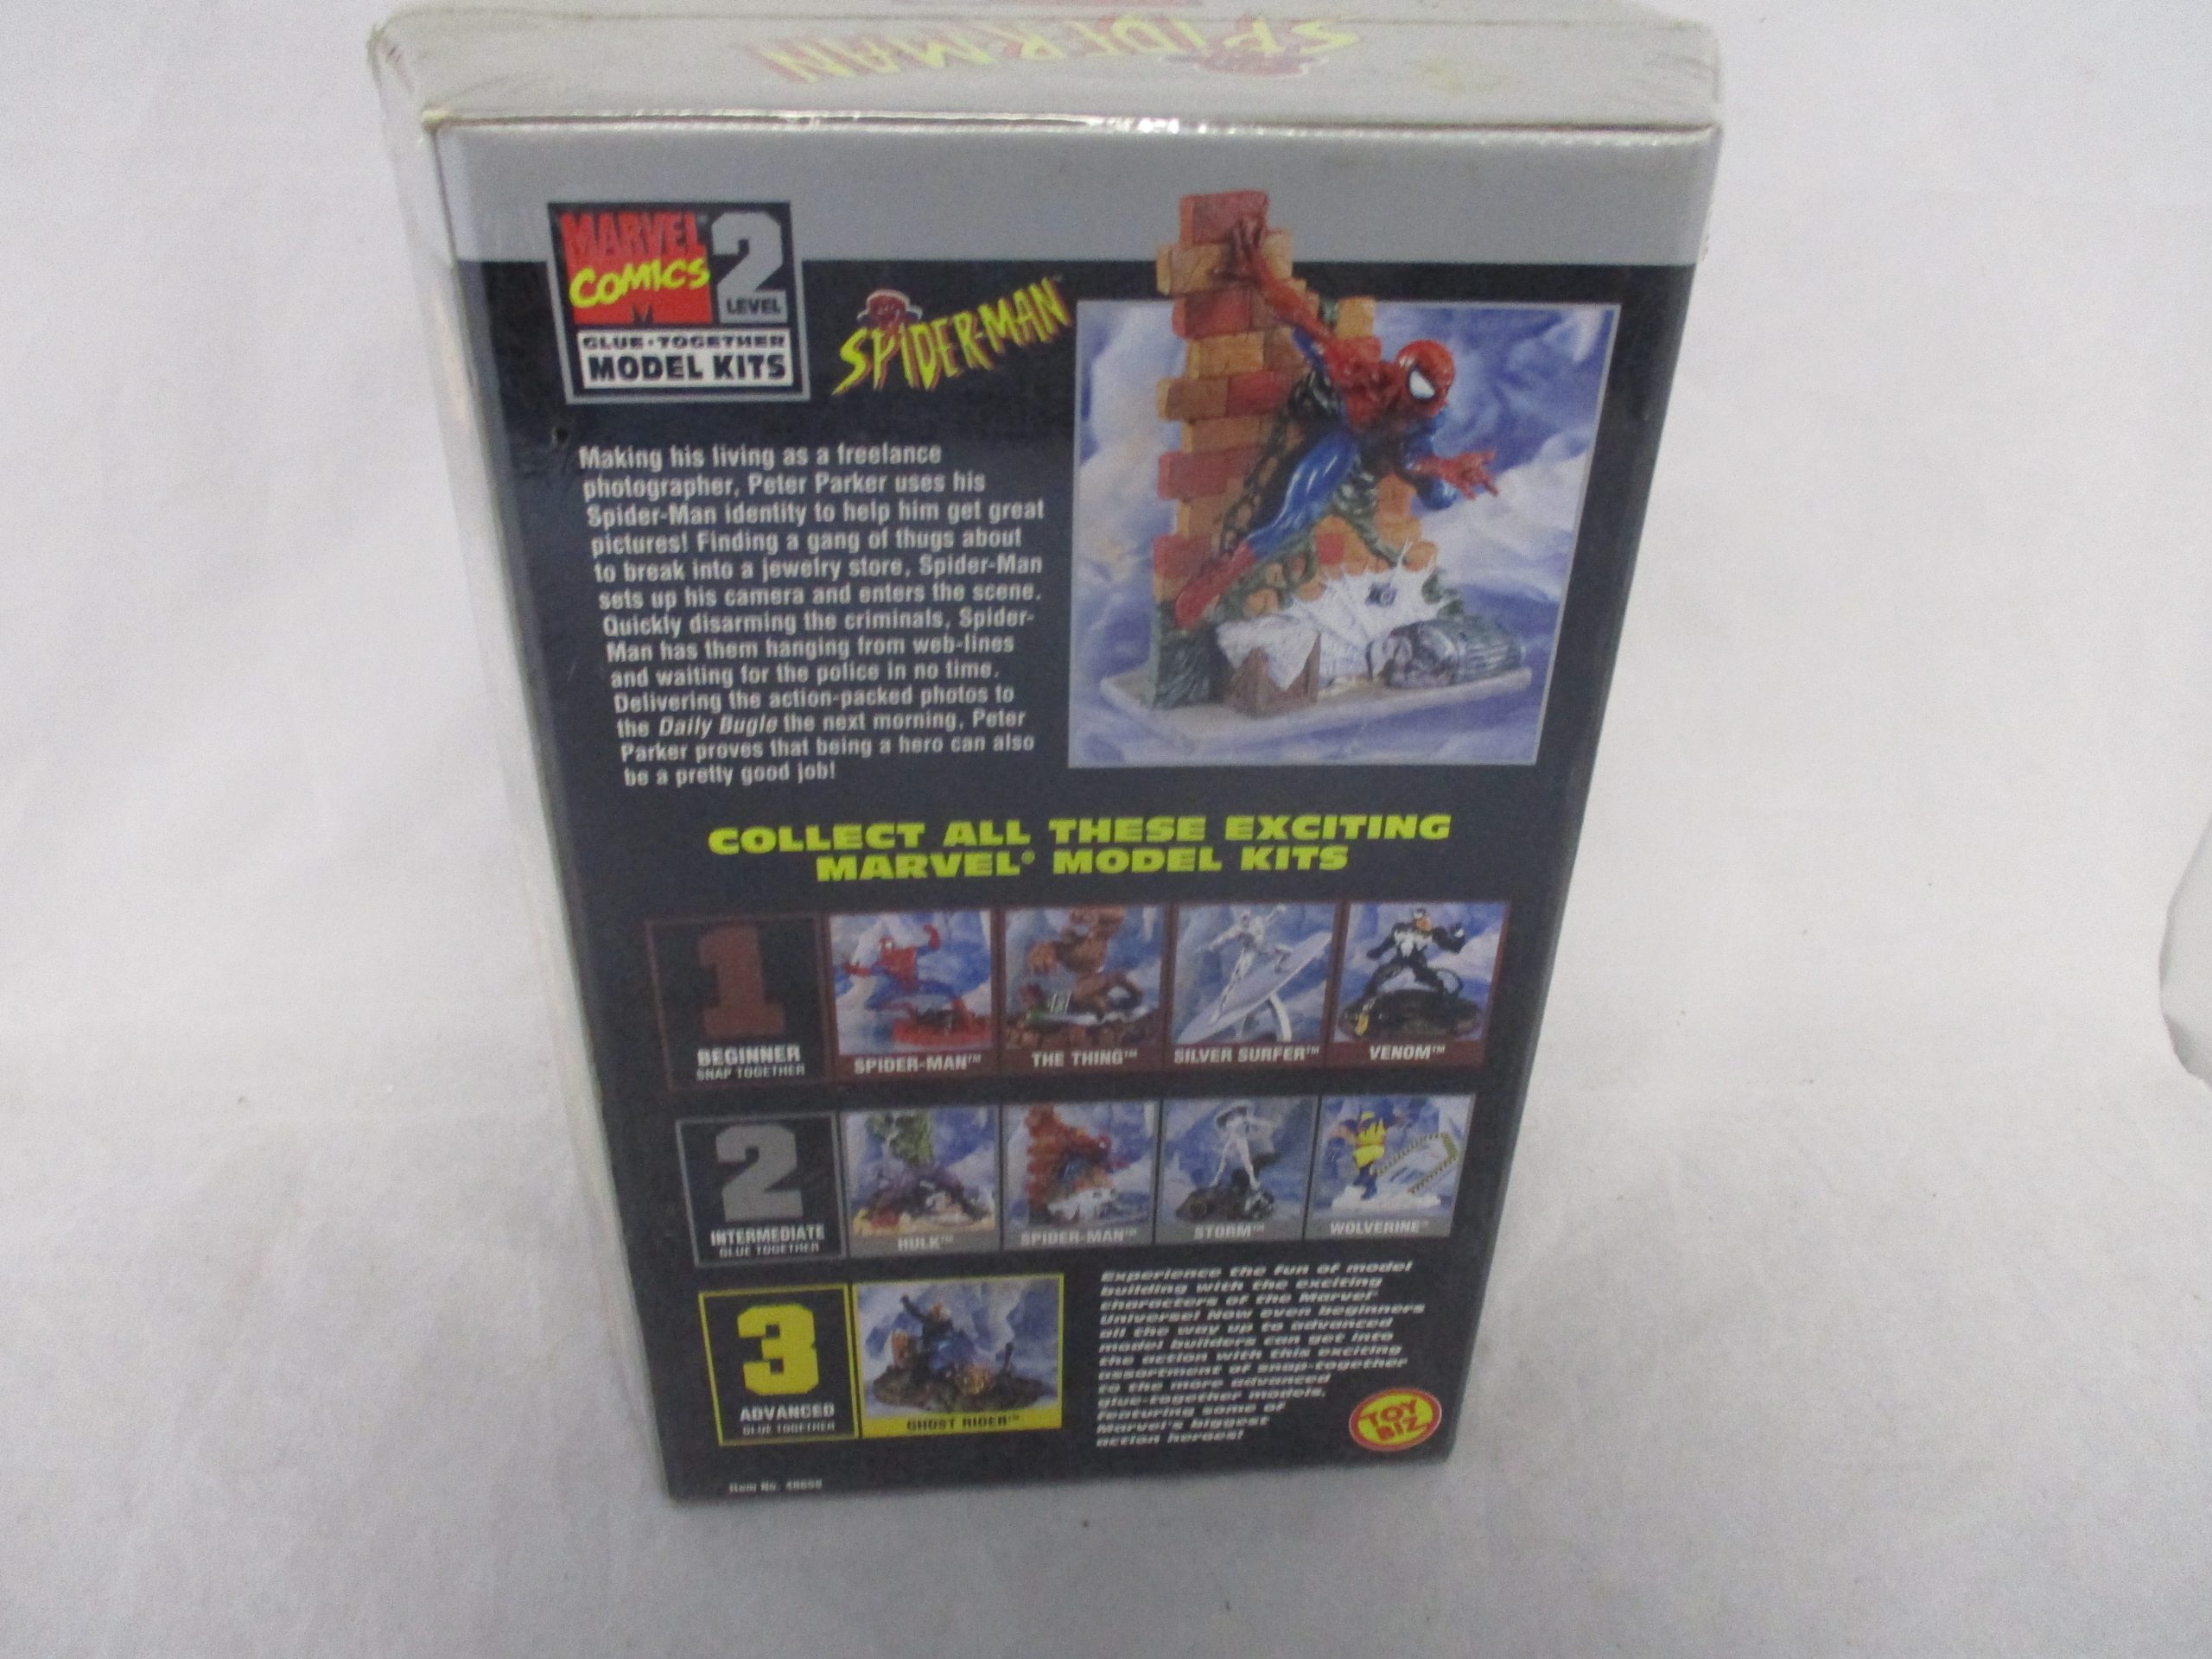 SPIDER-MAN
MARVEL
COMICS
2
LEVEL
GLUE·TOGETHER
MODEL KITS
SPIDER-MAN™
Making his living as a freelance
photographer, Peter Parker uses his
Spider-Man identity to help him get great
pictures! Finding a gang of thugs about
to break into a jewelry store, Spider-Man
sets up his camera and enters the scene.
Quickly disarming the criminals, Spider-
Man has them hanging from web-lines
and waiting for the police in no time.
Delivering the action-packed photos to
the Daily Bugle the next morning, Peter
Parker proves that being a hero can also
be a pretty good job!
COLLECT ALL THESE EXCITING
MARVEL® MODEL KITS
1
BEGINNER
SNAP TOGETHER
SPIDER-MAN™
THE THING™
SILVER SURFER™
VENOM™
2
INTERMEDIATE
GLUE TOGETHER
HULK™
SPIDER-MAN™
STORM™
WOLVERINE™
3
ADVANCED
GLUE TOGETHER
GHOST RIDER™
Experience the fun of model
building with the exciting
characters of the Marvel
Universe! Now even beginners
all the way up to advanced
model builders can get into
the action with this exciting
assortment of snap-together
to the more advanced
glue-together models,
featuring some of
Marvel's biggest
action heroes!
TOY
BIZ
Item No.